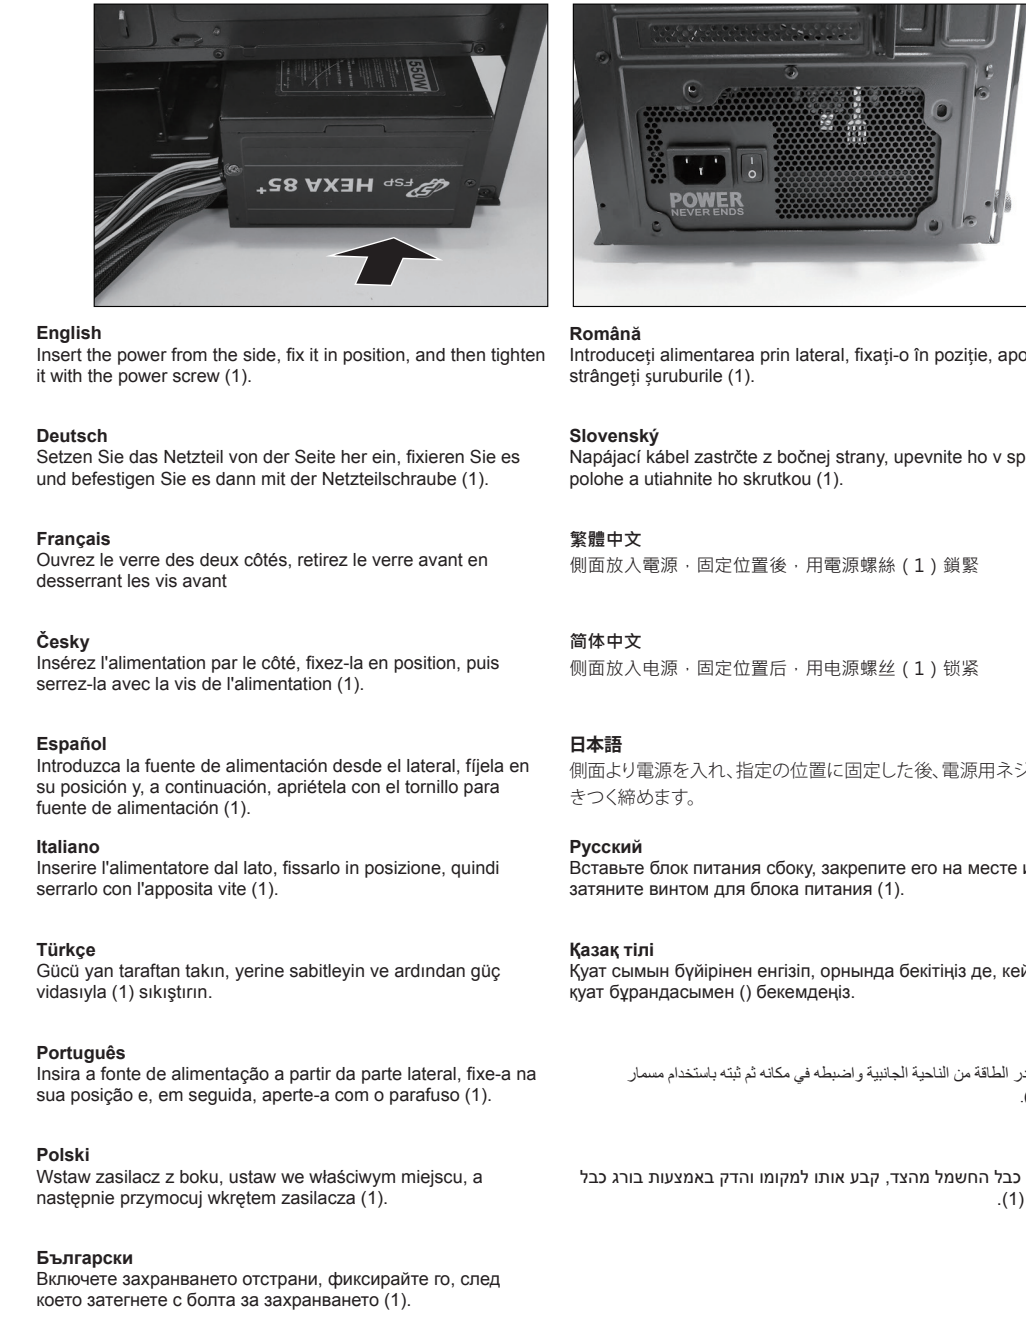 550W
FSP HEXA 85+
POWER
NEVER ENDS
English
Insert the power from the side, fix it in position, and then tighten
it with the power screw (1).
Deutsch
Setzen Sie das Netzteil von der Seite her ein, fixieren Sie es
und befestigen Sie es dann mit der Netzteilschraube (1).
Français
Ouvrez le verre des deux côtés, retirez le verre avant en
desserrant les vis avant
Česky
Insérez l'alimentation par le côté, fixez-la en position, puis
serrez-la avec la vis de l'alimentation (1).
Español
Introduzca la fuente de alimentación desde el lateral, fíjela en
su posición y, a continuación, apriétela con el tornillo para
fuente de alimentación (1).
Italiano
Inserire l'alimentatore dal lato, fissarlo in posizione, quindi
serrarlo con l'apposita vite (1).
Türkçe
Gücü yan taraftan takın, yerine sabitleyin ve ardından güç
vidasıyla (1) sıkıştırın.
Português
Insira a fonte de alimentação a partir da parte lateral, fixe-a na
sua posição e, em seguida, aperte-a com o parafuso (1).
Polski
Wstaw zasilacz z boku, ustaw we właściwym miejscu, a
następnie przymocuj wkrętem zasilacza (1).
Български
Включете захранването отстрани, фиксирайте го, след
което затегнете с болта за захранването (1).
Română
Introduceți alimentarea prin lateral, fixați-o în poziție,
strângeți șuruburile (1).
Slovenský
Napájací kábel zastrčte z bočnej strany, upevnite ho v
polohe a utiahnite ho skrutkou (1).
繁體中文
側面放入電源，固定位置後，用電源螺絲 ( 1 ) 鎖緊
简体中文
侧面放入电源，固定位置后，用电源螺丝 ( 1 ) 锁紧
日本語
側面より電源を入れ、指定の位置に固定した後、電源用ネジ
きつく締めます。
Русский
Вставьте блок питания сбоку, закрепите его на месте
затяните винтом для блока питания (1).
Қазақ тілі
Қуат сымын бүйірінен енгізіп, орнында бекітіңіз де,
қуат бұрандасымен () бекемдеңіз.
الطاقة من الناحية الجانبية واضبطه في مكانه ثم ثبته باستخدام مسمار
כבל החשמל מהצד, קבע אותו למקומו והדק באמצעות בורג כבל
(1).